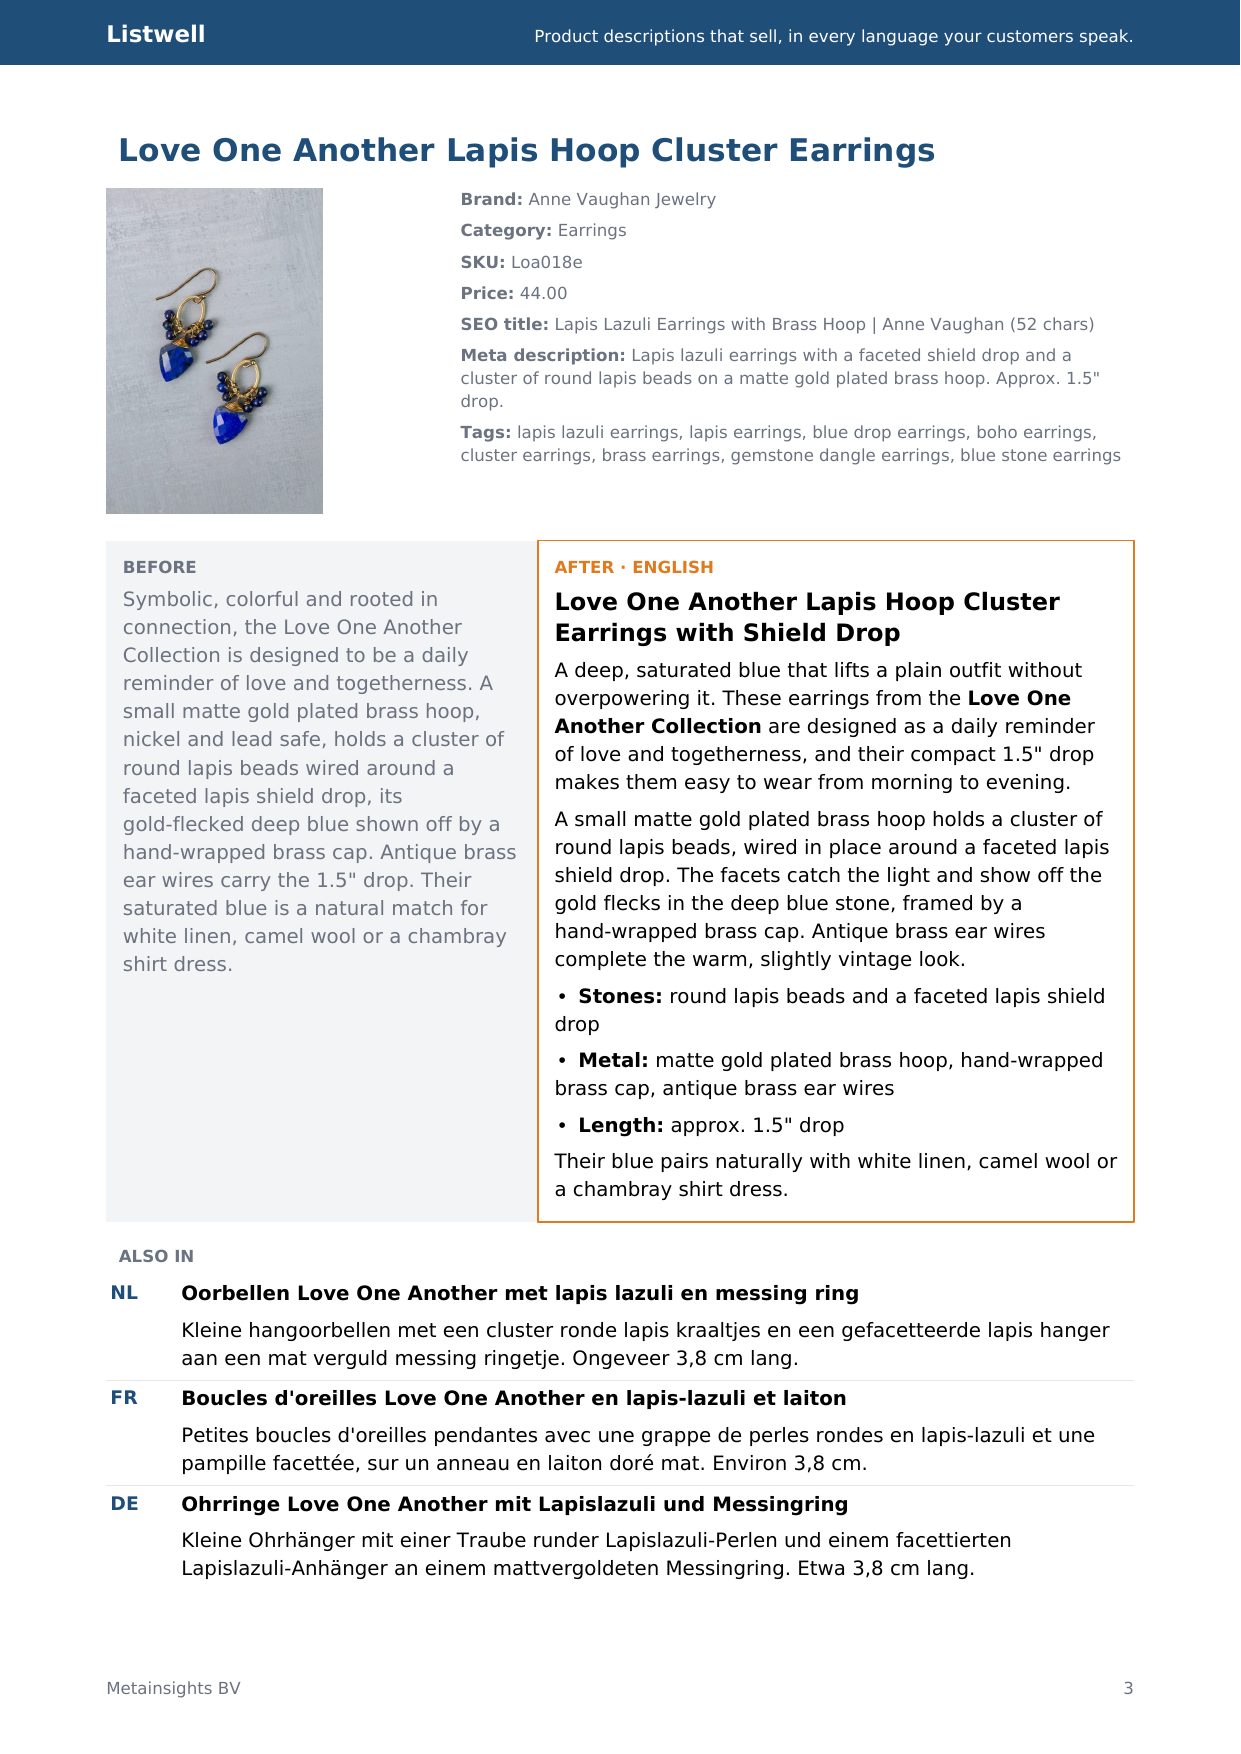 Listwell
Product descriptions that sell, in every language your customers speak.
Love One Another Lapis Hoop Cluster Earrings
Brand: Anne Vaughan Jewelry
Category: Earrings
SKU: Loa018e
Price: 44.00
SEO title: Lapis Lazuli Earrings with Brass Hoop | Anne Vaughan (52 chars)
Meta description: Lapis lazuli earrings with a faceted shield drop and a
cluster of round lapis beads on a matte gold plated brass hoop. Approx. 1.5"
drop.
Tags: lapis lazuli earrings, lapis earrings, blue drop earrings, boho earrings,
cluster earrings, brass earrings, gemstone dangle earrings, blue stone earrings
BEFORE
Symbolic, colorful and rooted in
connection, the Love One Another
Collection is designed to be a daily
reminder of love and togetherness. A
small matte gold plated brass hoop,
nickel and lead safe, holds a cluster of
round lapis beads wired around a
faceted lapis shield drop, its
gold-flecked deep blue shown off by a
hand-wrapped brass cap. Antique brass
ear wires carry the 1.5" drop. Their
saturated blue is a natural match for
white linen, camel wool or a chambray
shirt dress.
AFTER · ENGLISH
Love One Another Lapis Hoop Cluster
Earrings with Shield Drop
A deep, saturated blue that lifts a plain outfit without
overpowering it. These earrings from the Love One
Another Collection are designed as a daily reminder
of love and togetherness, and their compact 1.5" drop
makes them easy to wear from morning to evening.
A small matte gold plated brass hoop holds a cluster of
round lapis beads, wired in place around a faceted lapis
shield drop. The facets catch the light and show off the
gold flecks in the deep blue stone, framed by a
hand-wrapped brass cap. Antique brass ear wires
complete the warm, slightly vintage look.
• Stones: round lapis beads and a faceted lapis shield
drop
• Metal: matte gold plated brass hoop, hand-wrapped
brass cap, antique brass ear wires
• Length: approx. 1.5" drop
Their blue pairs naturally with white linen, camel wool or
a chambray shirt dress.
ALSO IN
NL
Oorbellen Love One Another met lapis lazuli en messing ring
Kleine hangoorbellen met een cluster ronde lapis kraaltjes en een gefacetteerde lapis hanger
aan een mat verguld messing ringetje. Ongeveer 3,8 cm lang.
FR
Boucles d'oreilles Love One Another en lapis-lazuli et laiton
Petites boucles d'oreilles pendantes avec une grappe de perles rondes en lapis-lazuli et une
pampille facettée, sur un anneau en laiton doré mat. Environ 3,8 cm.
DE
Ohrringe Love One Another mit Lapislazuli und Messingring
Kleine Ohrhänger mit einer Traube runder Lapislazuli-Perlen und einem facettierten
Lapislazuli-Anhänger an einem mattvergoldeten Messingring. Etwa 3,8 cm lang.
Metainsights BV
3